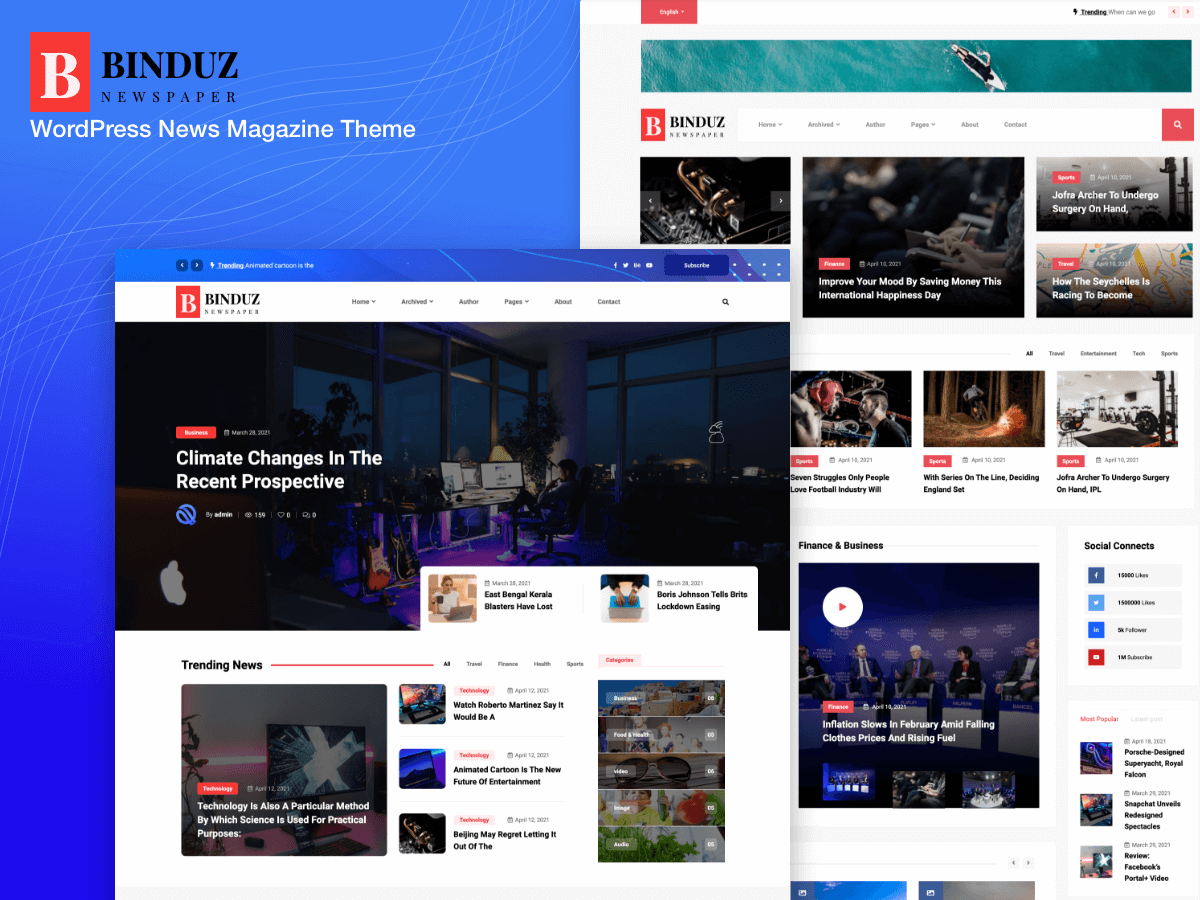 B BINDUZ
NEWSPAPER
WordPress News Magazine Theme
English
Trending When can we go
B BINDUZ
NEWSPAPER
Home Archived Author Pages About Contact
Finance April 10, 2021
Improve Your Mood By Saving Money This
International Happiness Day
Sports April 10, 2021
Jofra Archer To Undergo
Surgery On Hand,
Travel April 10, 2021
How The Seychelles Is
Racing To Become
All Travel Entertainment Tech Sports
Sports April 10, 2021
Seven Struggles Only People
Love Football Industry Will
Sports April 10, 2021
With Series On The Line, Deciding
England Set
Sports April 10, 2021
Jofra Archer To Undergo Surgery
On Hand, IPL
Finance & Business
Finance April 10, 2021
Inflation Slows In February Amid Falling
Clothes Prices And Rising Fuel
Social Connects
15000 Likes
1500000 Likes
5k Follower
1M Subscribe
Most Popular Latest post
April 18, 2021
Porsche-Designed
Superyacht, Royal
Falcon
March 29, 2021
Snapchat Unveils
Redesigned
Spectacles
March 29, 2021
Review:
Facebook's
Portal+ Video
Trending Animated cartoon is the
Subscribe
B BINDUZ
NEWSPAPER
Home Archived Author Pages About Contact
Business March 28, 2021
Climate Changes In The
Recent Prospective
By admin 159 0 0
March 28, 2021
East Bengal Kerala
Blasters Have Lost
March 28, 2021
Boris Johnson Tells Brits
Lockdown Easing
Trending News
All Travel Finance Health Sports
Technology April 12, 2021
Technology Is Also A Particular Method
By Which Science Is Used For Practical
Purposes:
Technology April 12, 2021
Watch Roberto Martinez Say It
Would Be A
Technology April 12, 2021
Animated Cartoon Is The New
Future Of Entertainment
Technology April 12, 2021
Beijing May Regret Letting It
Out Of The
Categories
Business
Food & Health
video
Image
Audio